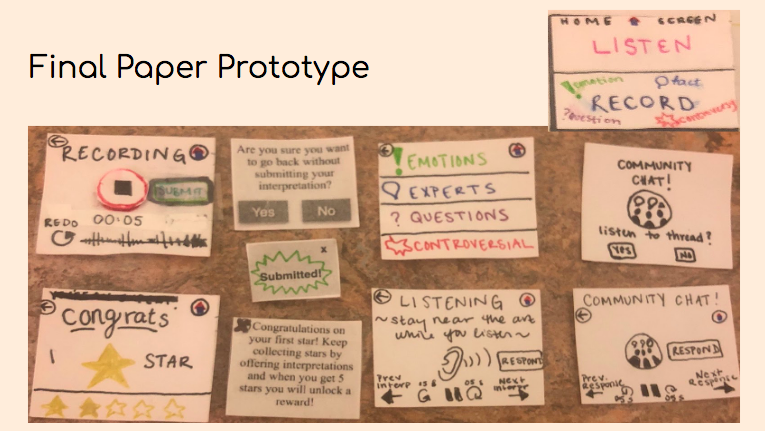 Final Paper Prototype
HOME SCREEN
LISTEN
!emotion fact
RECORD
?question controversy
RECORDING
SUBMIT
REDO 00:05
Are you sure you want
to go back without
submitting your
interpretation?
Yes No
x
Submitted!
! EMOTIONS
EXPERTS
? QUESTIONS
CONTROVERSIAL
COMMUNITY
CHAT!
listen to thread?
YES NO
Congrats
1 STAR
Congratulations on
your first star! Keep
collecting stars by
offering interpretations
and when you get 5
stars you will unlock a
reward!
LISTENING
~stay near the art
while you listen~
RESPOND
Prev
Interp
Next
Interp
COMMUNITY CHAT!
RESPOND
Prev.
Response
Next
Response